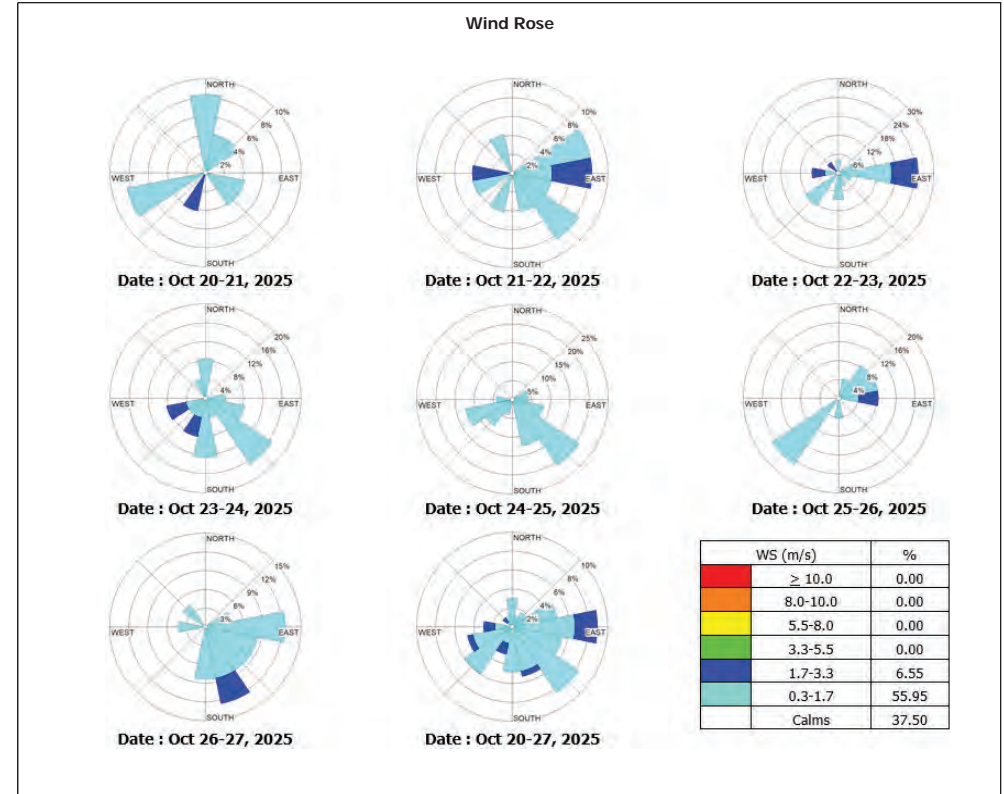 Wind Rose
NORTH
10%
8%
6%
4%
2%
WEST
EAST
SOUTH
Date : Oct 20-21, 2025
NORTH
10%
8%
6%
4%
2%
WEST
EAST
SOUTH
Date : Oct 21-22, 2025
NORTH
30%
24%
18%
12%
6%
WEST
EAST
SOUTH
Date : Oct 22-23, 2025
NORTH
20%
16%
12%
8%
4%
WEST
EAST
SOUTH
Date : Oct 23-24, 2025
NORTH
25%
20%
15%
10%
5%
WEST
EAST
SOUTH
Date : Oct 24-25, 2025
NORTH
20%
16%
12%
8%
4%
WEST
EAST
SOUTH
Date : Oct 25-26, 2025
NORTH
15%
12%
9%
6%
3%
WEST
EAST
SOUTH
Date : Oct 26-27, 2025
NORTH
10%
8%
6%
4%
2%
WEST
EAST
SOUTH
Date : Oct 20-27, 2025
WS (m/s) %
≥ 10.0 0.00
8.0-10.0 0.00
5.5-8.0 0.00
3.3-5.5 0.00
1.7-3.3 6.55
0.3-1.7 55.95
Calms 37.50